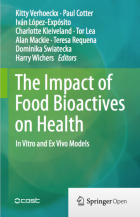 Kitty Verhoeckx · Paul Cotter
Iván López-Expósito
Charlotte Kleiveland · Tor Lea
Alan Mackie · Teresa Requena
Dominika Swiatecka
Harry Wichers Editors
The Impact of
Food Bioactives
on Health
In Vitro and Ex Vivo Models
cost
Springer Open